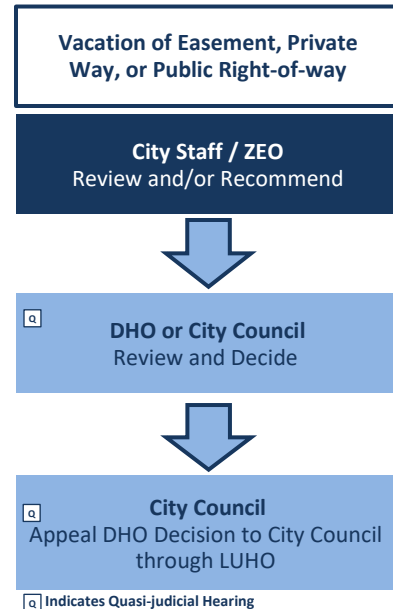 Vacation of Easement, Private
Way, or Public Right-of-way
City Staff / ZEO
Review and/or Recommend
Q
DHO or City Council
Review and Decide
Q
City Council
Appeal DHO Decision to City Council
through LUHO
Q Indicates Quasi-judicial Hearing